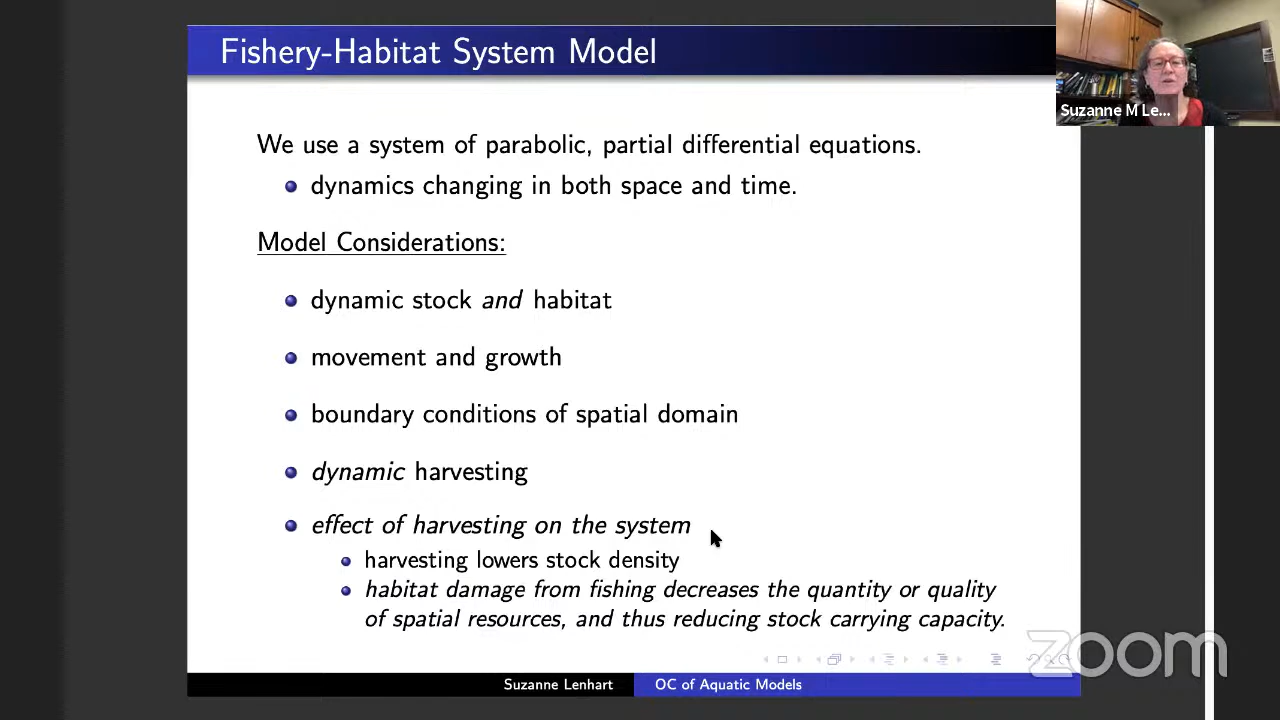 Fishery-Habitat System Model
Suzanne M Le...
We use a system of parabolic, partial differential equations.
dynamics changing in both space and time.
Model Considerations:
dynamic stock and habitat
movement and growth
boundary conditions of spatial domain
dynamic harvesting
effect of harvesting on the system
harvesting lowers stock density
habitat damage from fishing decreases the quantity or quality
of spatial resources, and thus reducing stock carrying capacity.
zoom
Suzanne Lenhart
OC of Aquatic Models